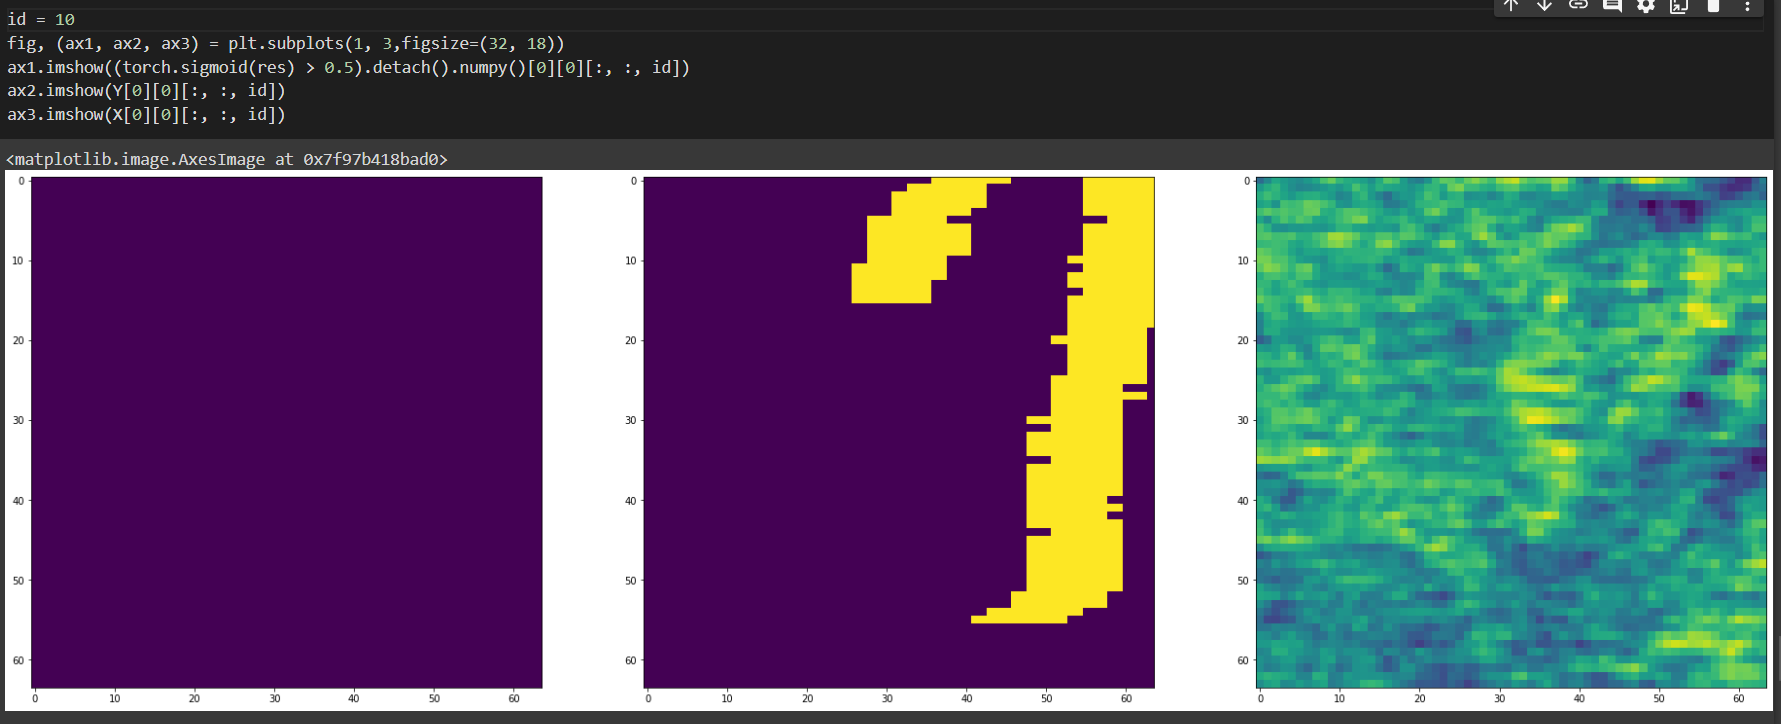 id = 10
fig, (ax1, ax2, ax3) = plt.subplots(1, 3,figsize=(32, 18))
ax1.imshow((torch.sigmoid(res) > 0.5).detach().numpy()[0][0][:, :, id])
ax2.imshow(Y[0][0][:, :, id])
ax3.imshow(X[0][0][:, :, id])
<matplotlib.image.AxesImage at 0x7f97b418bad0>
0
10
20
30
40
50
60
0 10 20 30 40 50 60
0
10
20
30
40
50
60
0 10 20 30 40 50 60
0
10
20
30
40
50
60
0 10 20 30 40 50 60